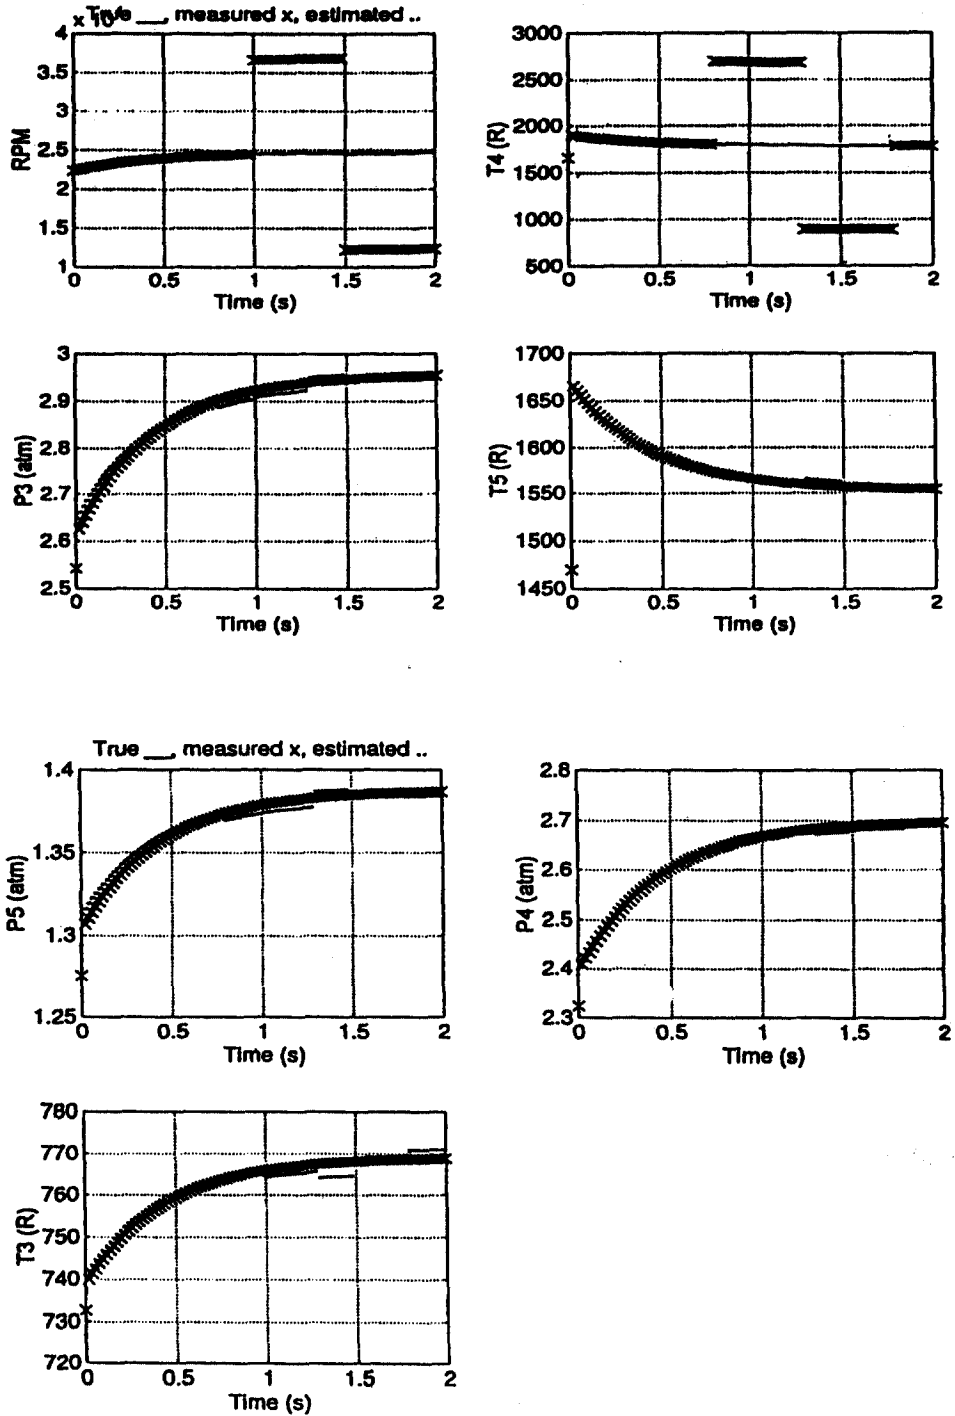 True ___, measured x, estimated ..
4
3.5
3
2.5
2
1.5
1
RPM
0 0.5 1 1.5 2
Time (s)
3000
2500
2000
1500
1000
500
T4 (R)
0 0.5 1 1.5 2
Time (s)
3
2.9
2.8
2.7
2.6
2.5
P3 (atm)
0 0.5 1 1.5 2
Time (s)
1700
1650
1600
1550
1500
1450
T5 (R)
0 0.5 1 1.5 2
Time (s)
True ___, measured x, estimated ..
1.4
1.35
1.3
1.25
P5 (atm)
0 0.5 1 1.5 2
Time (s)
2.8
2.7
2.6
2.5
2.4
2.3
P4 (atm)
0 0.5 1 1.5 2
Time (s)
780
770
760
750
740
730
720
T3 (R)
0 0.5 1 1.5 2
Time (s)